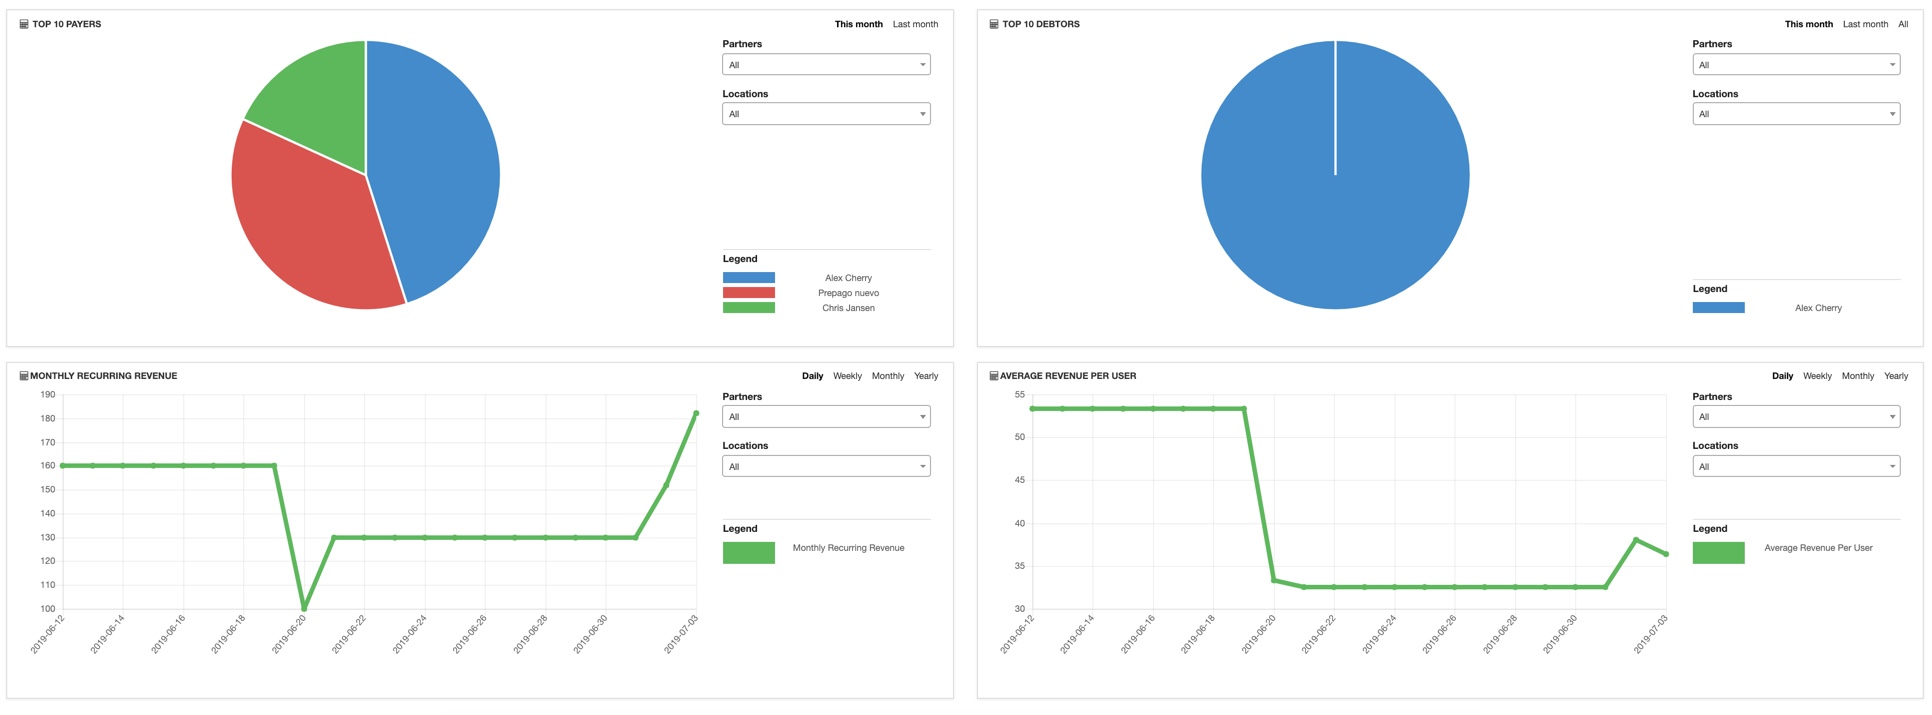 TOP 10 PAYERS
This month Last month
Partners
All
Locations
All
Legend
Alex Cherry
Prepago nuevo
Chris Jansen
TOP 10 DEBTORS
This month Last month All
Partners
All
Locations
All
Legend
Alex Cherry
MONTHLY RECURRING REVENUE
Daily Weekly Monthly Yearly
190
180
170
160
150
140
130
120
110
100
2019-06-12 2019-06-14 2019-06-16 2019-06-18 2019-06-20 2019-06-22 2019-06-24 2019-06-26 2019-06-28 2019-06-30 2019-07-03
Partners
All
Locations
All
Legend
Monthly Recurring Revenue
AVERAGE REVENUE PER USER
Daily Weekly Monthly Yearly
55
50
45
40
35
30
2019-06-12 2019-06-14 2019-06-16 2019-06-18 2019-06-20 2019-06-22 2019-06-24 2019-06-26 2019-06-28 2019-06-30 2019-07-03
Partners
All
Locations
All
Legend
Average Revenue Per User